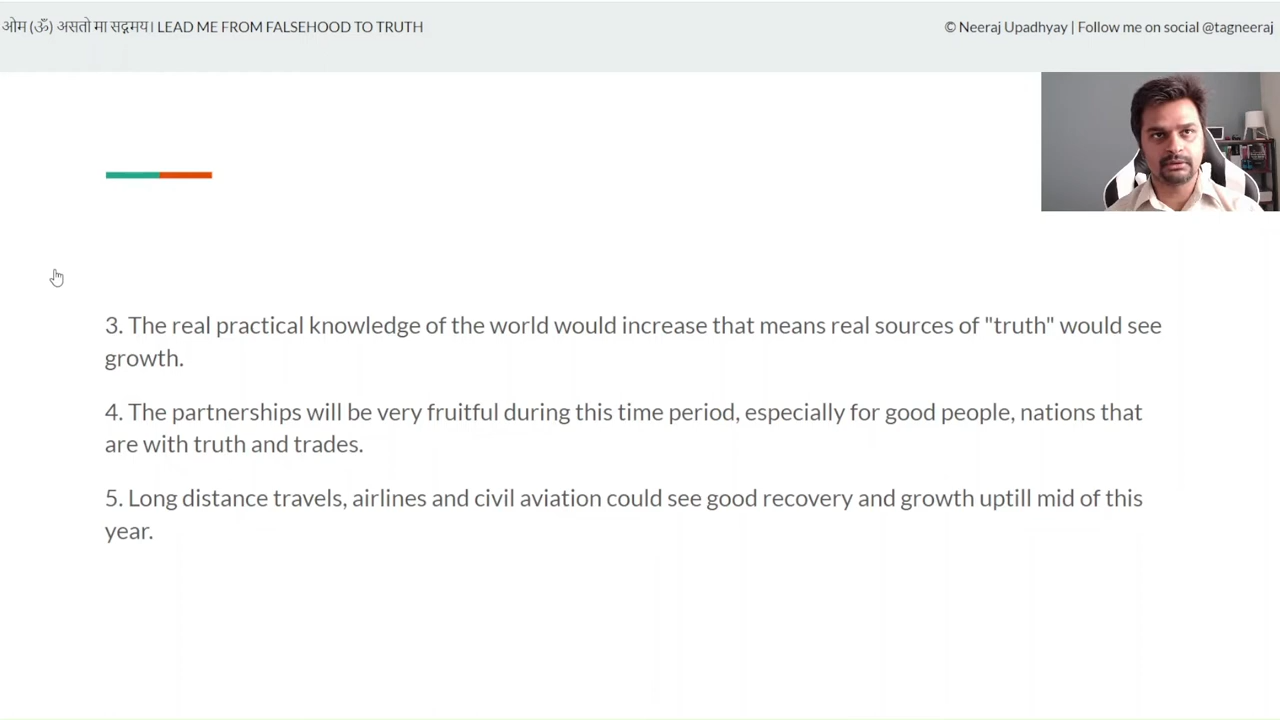 ओम (ॐ) असतो मा सद्गमय। LEAD ME FROM FALSEHOOD TO TRUTH
© Neeraj Upadhyay | Follow me on social @tagneeraj
3. The real practical knowledge of the world would increase that means real sources of "truth" would see
growth.
4. The partnerships will be very fruitful during this time period, especially for good people, nations that
are with truth and trades.
5. Long distance travels, airlines and civil aviation could see good recovery and growth uptill mid of this
year.